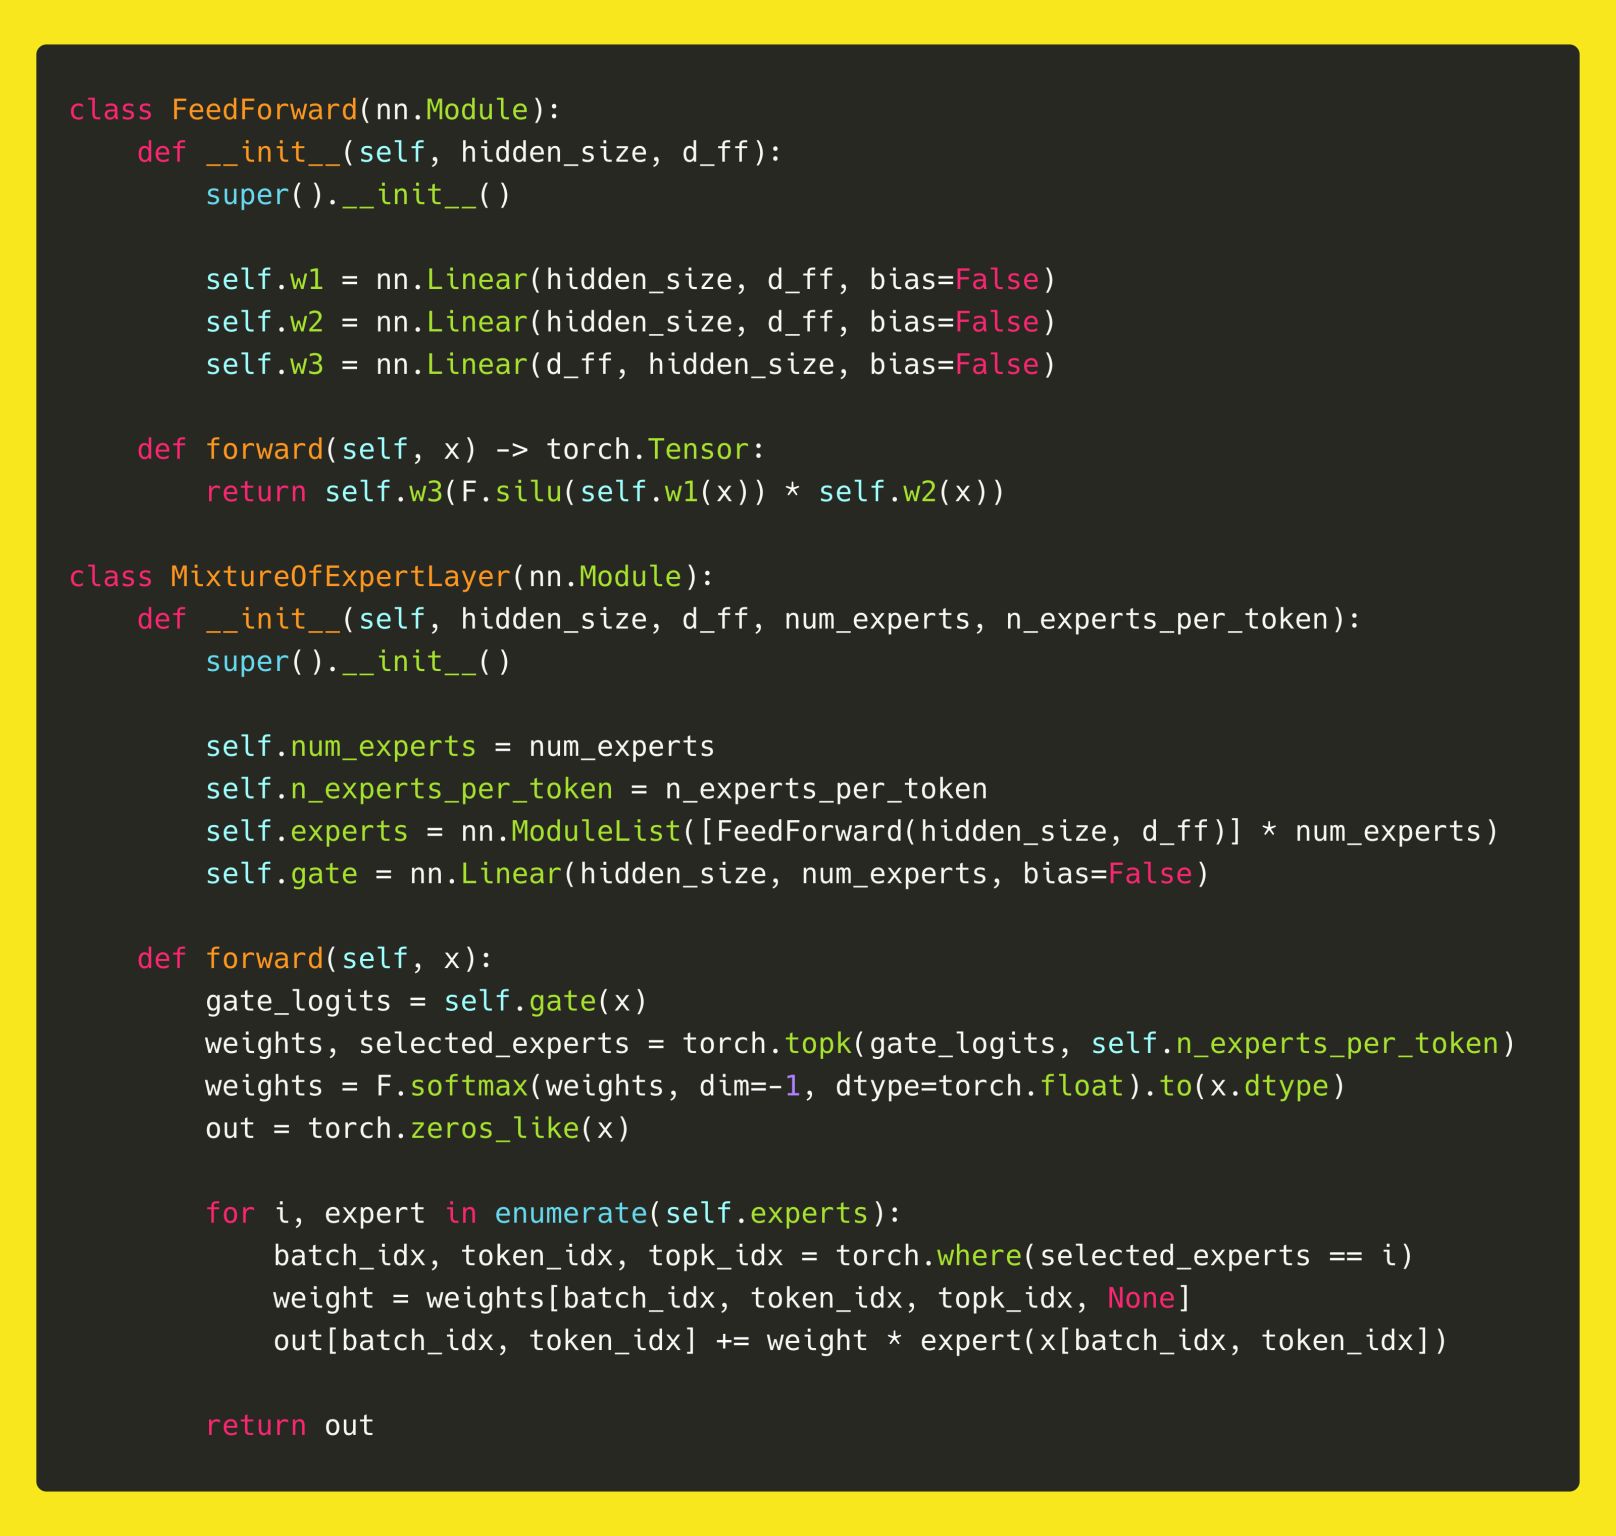 class FeedForward(nn.Module):
    def __init__(self, hidden_size, d_ff):
        super().__init__()

        self.w1 = nn.Linear(hidden_size, d_ff, bias=False)
        self.w2 = nn.Linear(hidden_size, d_ff, bias=False)
        self.w3 = nn.Linear(d_ff, hidden_size, bias=False)

    def forward(self, x) -> torch.Tensor:
        return self.w3(F.silu(self.w1(x)) * self.w2(x))

class MixtureOfExpertLayer(nn.Module):
    def __init__(self, hidden_size, d_ff, num_experts, n_experts_per_token):
        super().__init__()

        self.num_experts = num_experts
        self.n_experts_per_token = n_experts_per_token
        self.experts = nn.ModuleList([FeedForward(hidden_size, d_ff)] * num_experts)
        self.gate = nn.Linear(hidden_size, num_experts, bias=False)

    def forward(self, x):
        gate_logits = self.gate(x)
        weights, selected_experts = torch.topk(gate_logits, self.n_experts_per_token)
        weights = F.softmax(weights, dim=-1, dtype=torch.float).to(x.dtype)
        out = torch.zeros_like(x)

        for i, expert in enumerate(self.experts):
            batch_idx, token_idx, topk_idx = torch.where(selected_experts == i)
            weight = weights[batch_idx, token_idx, topk_idx, None]
            out[batch_idx, token_idx] += weight * expert(x[batch_idx, token_idx])

        return out